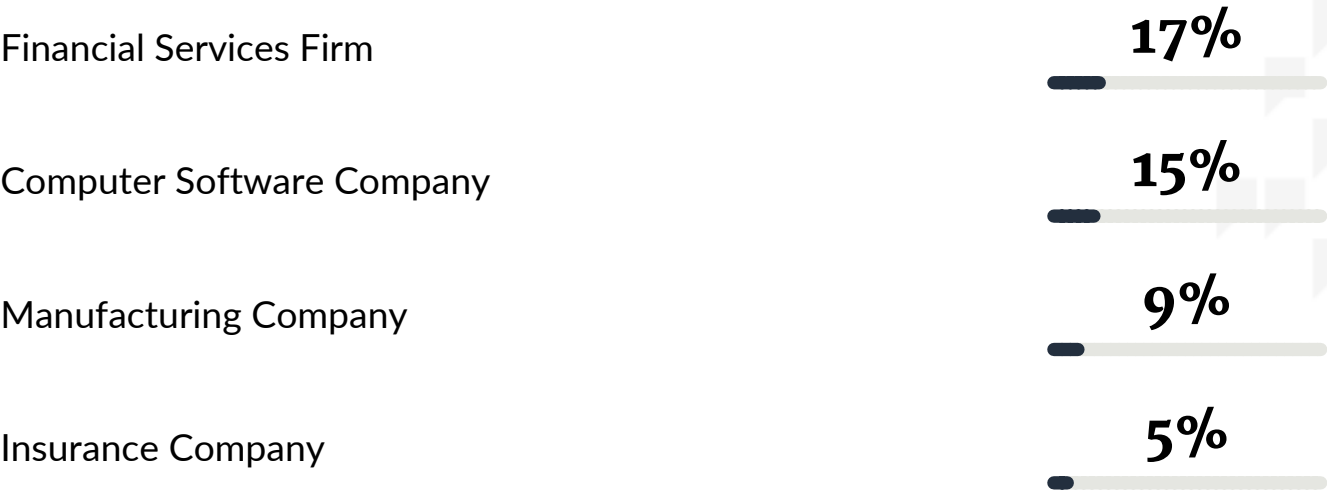 Financial Services Firm 17%
Computer Software Company 15%
Manufacturing Company 9%
Insurance Company 5%